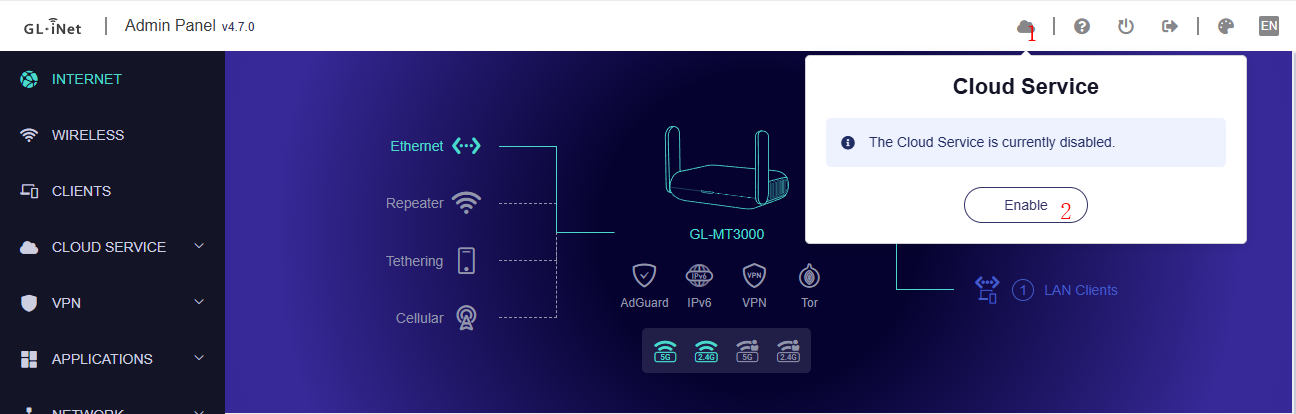 GL·iNet | Admin Panel v4.7.0
1
EN
INTERNET
WIRELESS
CLIENTS
CLOUD SERVICE
VPN
APPLICATIONS
NETWORK
Ethernet
Repeater
Tethering
Cellular
GL-MT3000
IPv6
VPN
AdGuard
IPv6
VPN
Tor
5G
2.4G
5G
2.4G
Cloud Service
The Cloud Service is currently disabled.
Enable 2
1 LAN Clients